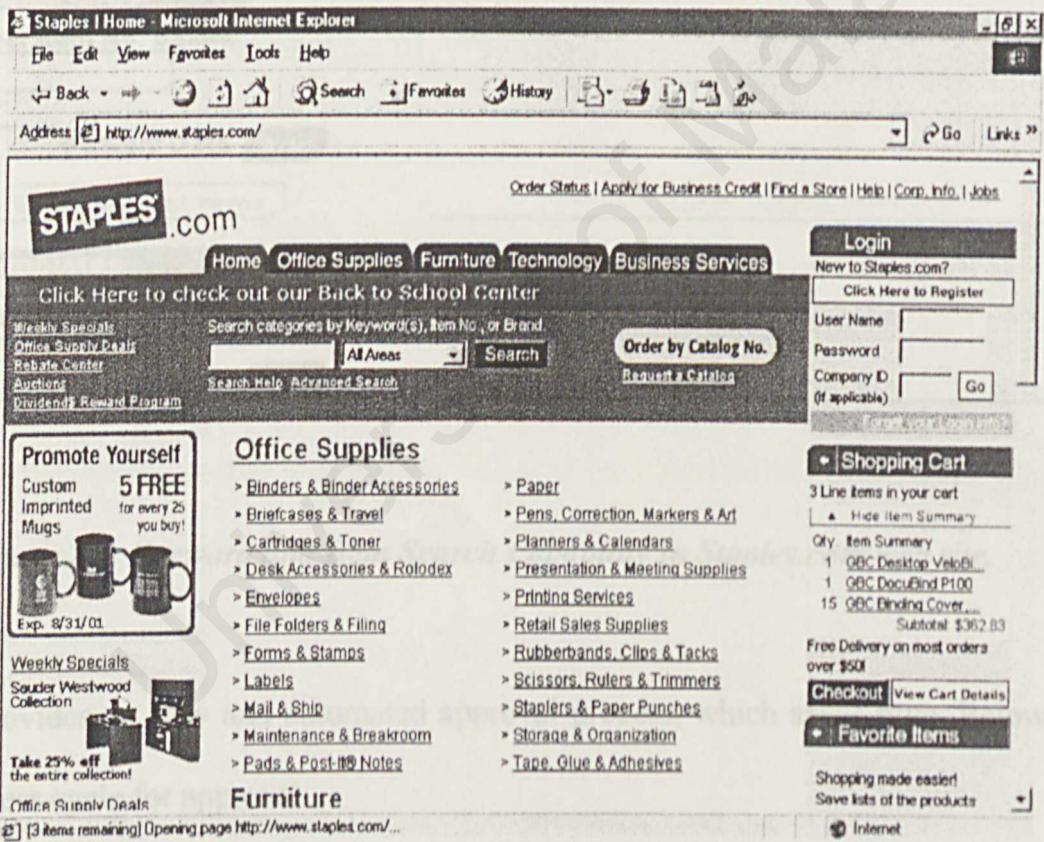 Staples | Home - Microsoft Internet Explorer
File Edit View Favorites Tools Help
Back Search Favorites History
Address http://www.staples.com/ Go Links »
Order Status | Apply for Business Credit | Find a Store | Help | Corp. Info. | Jobs
STAPLES.com
Home Office Supplies Furniture Technology Business Services
Click Here to check out our Back to School Center
Weekly Specials
Office Supply Deals
Rebate Center
Auctions
Dividend$ Reward Program
Search categories by Keyword(s), Item No., or Brand.
All Areas Search
Search Help Advanced Search
Order by Catalog No.
Request a Catalog
Login
New to Staples.com?
Click Here to Register
User Name
Password
Company ID
(if applicable)
Go
Promote Yourself
Custom
Imprinted
Mugs
5 FREE
for every 25
you buy!
Exp. 8/31/01
Weekly Specials
Sauder Westwood
Collection
Take 25% off
the entire collection!
Office Supply Deals
Office Supplies
> Binders & Binder Accessories
> Briefcases & Travel
> Cartridges & Toner
> Desk Accessories & Rolodex
> Envelopes
> File Folders & Filing
> Forms & Stamps
> Labels
> Mail & Ship
> Maintenance & Breakroom
> Pads & Post-It® Notes
> Paper
> Pens, Correction, Markers & Art
> Planners & Calendars
> Presentation & Meeting Supplies
> Printing Services
> Retail Sales Supplies
> Rubberbands, Clips & Tacks
> Scissors, Rulers & Trimmers
> Staplers & Paper Punches
> Storage & Organization
> Tape, Glue & Adhesives
Furniture
Shopping Cart
3 Line items in your cart
Hide Item Summary
Qty Item Summary
1 GBC Desktop VeloBi...
1 GBC DocuBind P100
15 GBC Binding Cover....
Subtotal: $362.83
Free Delivery on most orders
over $50!
Checkout View Cart Details
Favorite Items
Shopping made easier!
Save lists of the products
[3 items remaining] Opening page http://www.staples.com/...
Internet